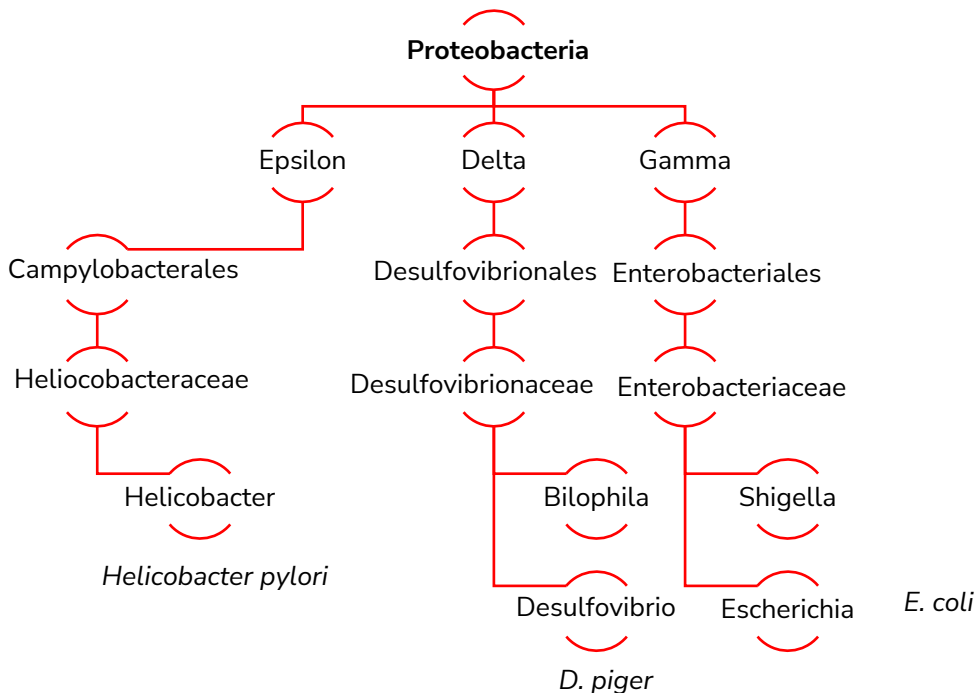 Proteobacteria
Epsilon
Delta
Gamma
Campylobacterales
Desulfovibrionales
Enterobacteriales
Heliocobacteraceae
Desulfovibrionaceae
Enterobacteriaceae
Helicobacter
Bilophila
Shigella
Helicobacter pylori
Desulfovibrio
Escherichia
E. coli
D. piger